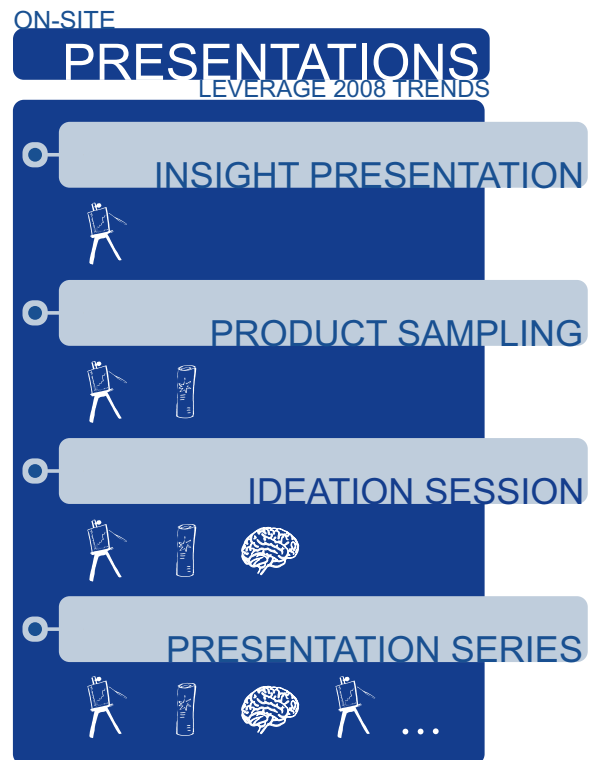 ON-SITE
PRESENTATIONS
LEVERAGE 2008 TRENDS
INSIGHT PRESENTATION
PRODUCT SAMPLING
IDEATION SESSION
PRESENTATION SERIES
...